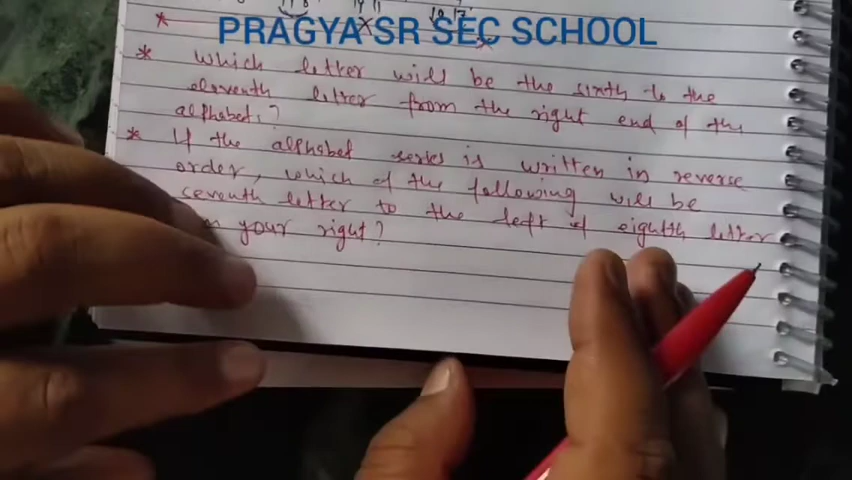 PRAGYA SR SEC SCHOOL
* Which letter will be the sixth to the
eleventh letter from the right end of the
alphabet?
* If the alphabet series is written in reverse
order, which of the following will be
seventh letter to the left of eighth letter
your right?